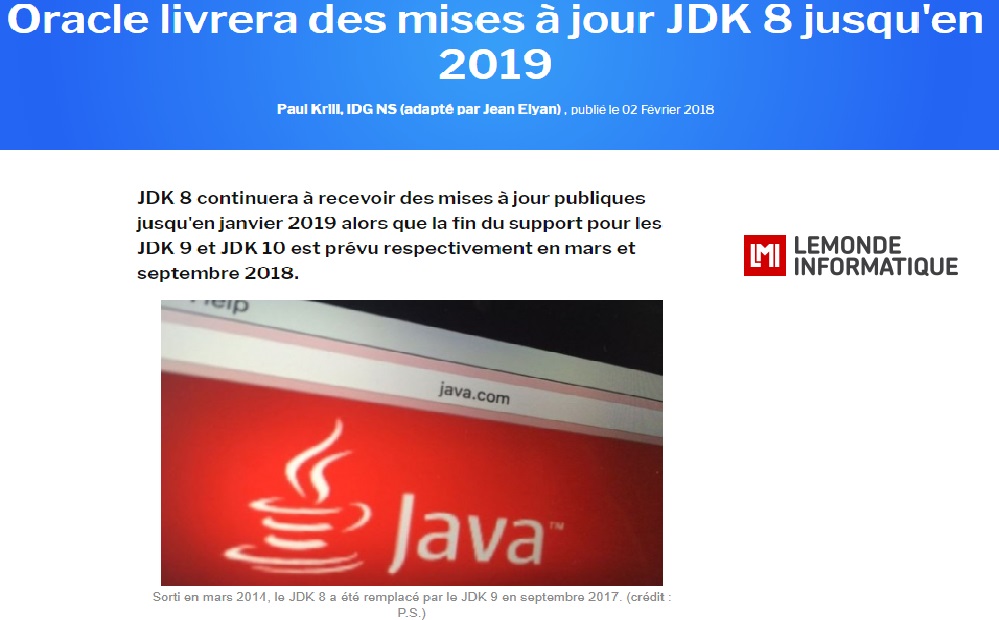 Oracle livrera des mises à jour JDK 8 jusqu'en
2019
Paul Krill, IDG NS (adapté par Jean Elyan) , publié le 02 Février 2018
JDK 8 continuera à recevoir des mises à jour publiques
jusqu'en janvier 2019 alors que la fin du support pour les
JDK 9 et JDK 10 est prévu respectivement en mars et
septembre 2018.
LMI LEMONDE
INFORMATIQUE
Help
java.com
Java™
Sorti en mars 2014, le JDK 8 a été remplacé par le JDK 9 en septembre 2017. (crédit :
P.S.)